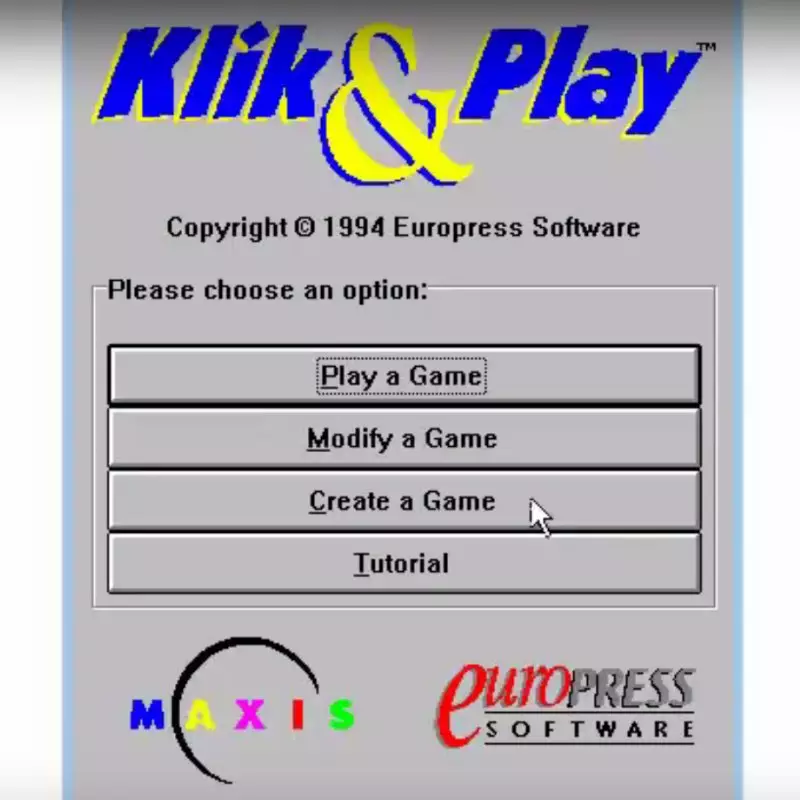 Klik & Play™
Copyright © 1994 Europress Software
Please choose an option:
Play a Game
Modify a Game
Create a Game
Tutorial
MAXIS
euroPRESS
SOFTWARE